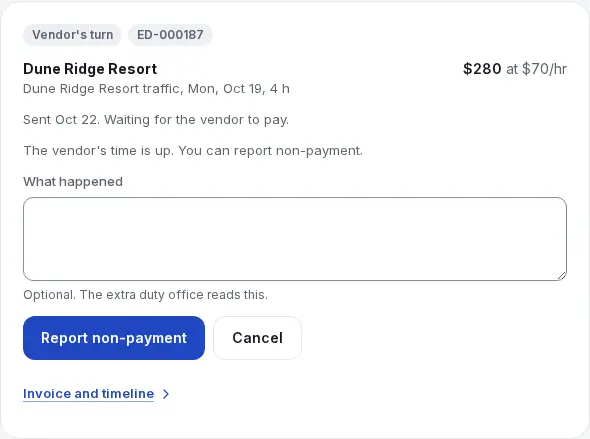 Vendor's turn ED-000187
Dune Ridge Resort $280 at $70/hr
Dune Ridge Resort traffic, Mon, Oct 19, 4 h
Sent Oct 22. Waiting for the vendor to pay.
The vendor's time is up. You can report non-payment.
What happened
Optional. The extra duty office reads this.
Report non-payment Cancel
Invoice and timeline